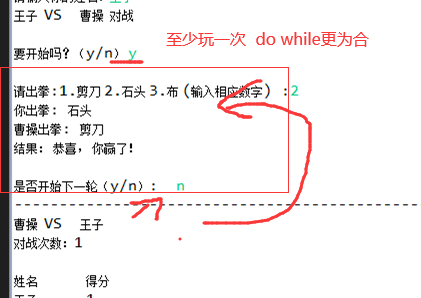 王子 VS 曹操 对战
要开始吗？（y/n）y
至少玩一次 do while更为合
请出拳:1.剪刀 2.石头 3.布（输入相应数字） :2
你出拳: 石头
曹操出拳: 剪刀
结果: 恭喜，你赢了！
是否开始下一轮（y/n）: n
曹操 VS 王子
对战次数: 1
姓名 得分